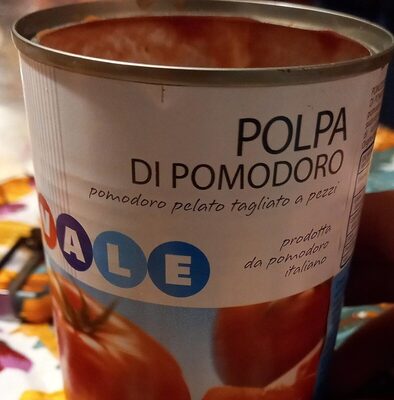 POLPA
DI POMODORO
pomodoro pelato tagliato a pezzi
VALE
prodotta
da pomodoro
italiano